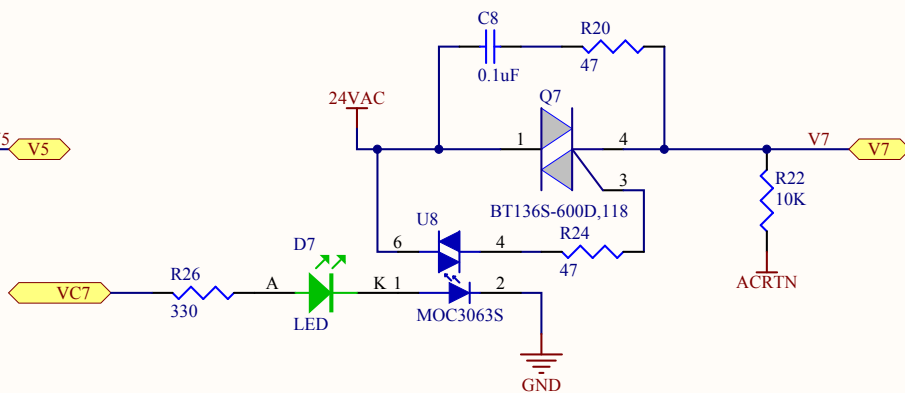 C8
R20
0.1uF
47
24VAC
Q7
1
4
V5
V7
V7
3
R22
10K
BT136S-600D,118
U8
R24
6
4
47
D7
ACRTN
R26
A
K
1
2
VC7
330
LED
MOC3063S
GND